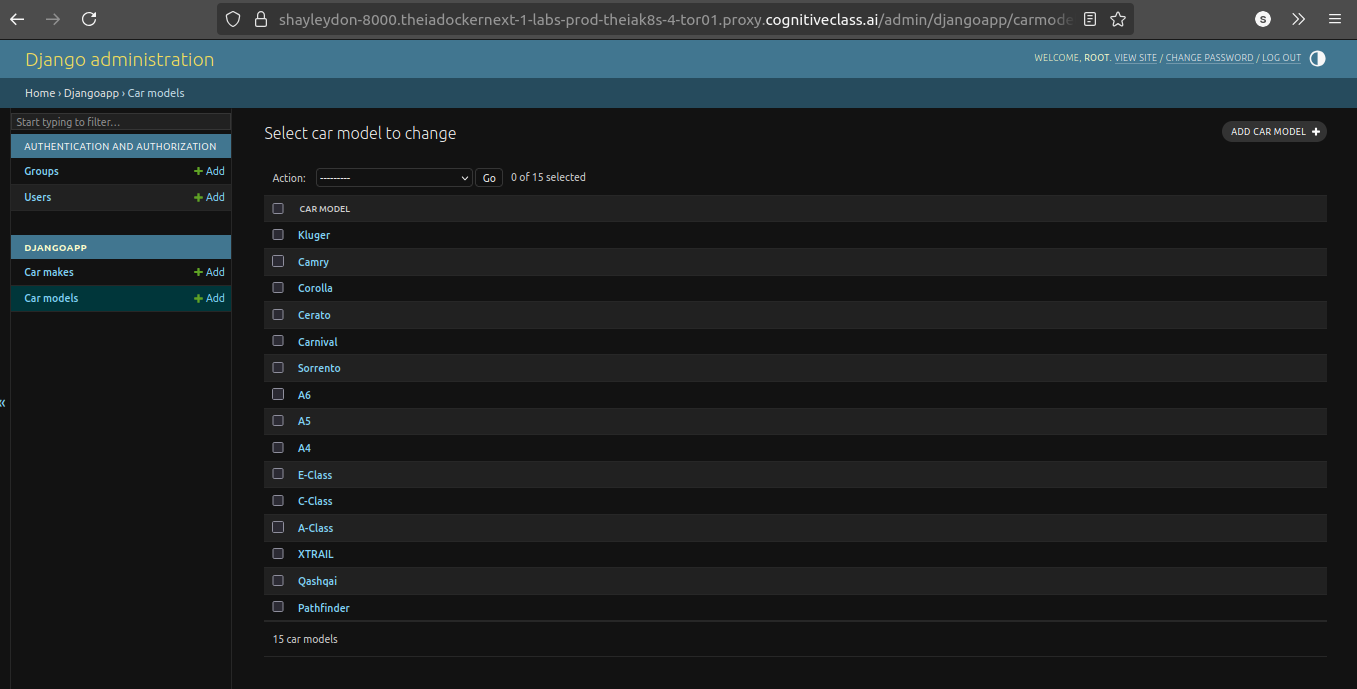 shayleydon-8000.theiadockernext-1-labs-prod-theiak8s-4-tor01.proxy.cognitiveclass.ai/admin/djangoapp/carmode
S
Django administration
WELCOME, ROOT. VIEW SITE / CHANGE PASSWORD / LOG OUT
Home › Djangoapp › Car models
Start typing to filter...
AUTHENTICATION AND AUTHORIZATION
Groups + Add
Users + Add
DJANGOAPP
Car makes + Add
Car models + Add
«
Select car model to change
ADD CAR MODEL +
Action: --------- Go 0 of 15 selected
CAR MODEL
Kluger
Camry
Corolla
Cerato
Carnival
Sorrento
A6
A5
A4
E-Class
C-Class
A-Class
XTRAIL
Qashqai
Pathfinder
15 car models